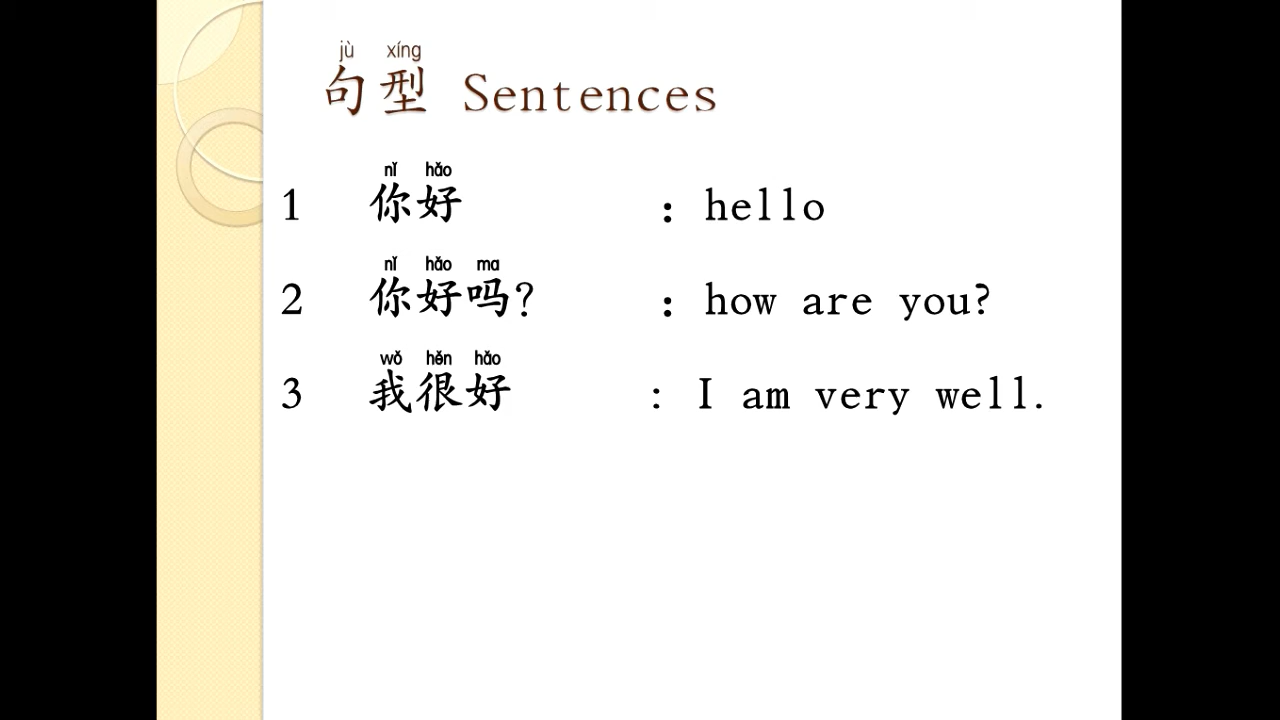 jù xíng
句型 Sentences
nǐ hǎo
1 你好 ：hello
nǐ hǎo ma
2 你好吗? ：how are you?
wǒ hěn hǎo
3 我很好 : I am very well.